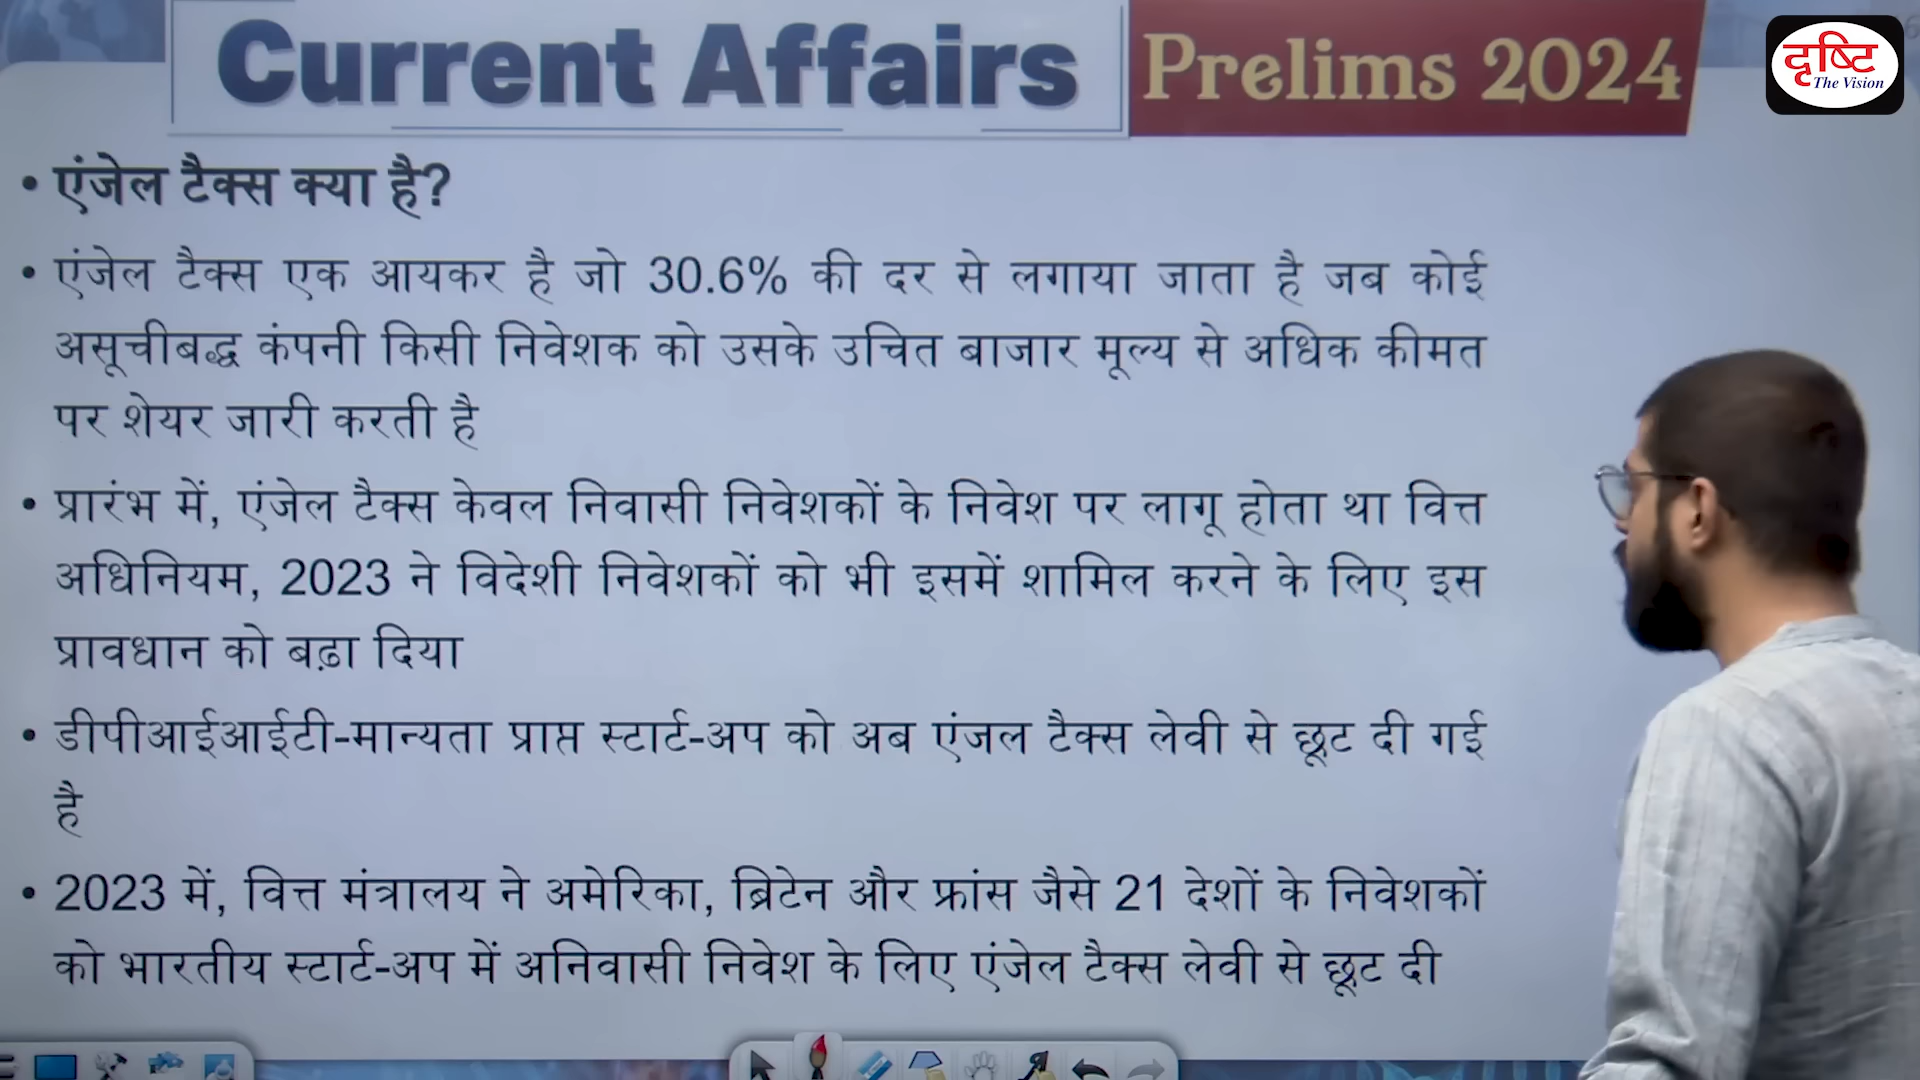 Current Affairs Prelims 2024
दृष्टि
The Vision
• एंजेल टैक्स क्या है?
• एंजेल टैक्स एक आयकर है जो 30.6% की दर से लगाया जाता है जब कोई
असूचीबद्ध कंपनी किसी निवेशक को उसके उचित बाजार मूल्य से अधिक कीमत
पर शेयर जारी करती है
• प्रारंभ में, एंजेल टैक्स केवल निवासी निवेशकों के निवेश पर लागू होता था वित्त
अधिनियम, 2023 ने विदेशी निवेशकों को भी इसमें शामिल करने के लिए इस
प्रावधान को बढ़ा दिया
• डीपीआईआईटी-मान्यता प्राप्त स्टार्ट-अप को अब एंजल टैक्स लेवी से छूट दी गई
है
• 2023 में, वित्त मंत्रालय ने अमेरिका, ब्रिटेन और फ्रांस जैसे 21 देशों के निवेशकों
को भारतीय स्टार्ट-अप में अनिवासी निवेश के लिए एंजेल टैक्स लेवी से छूट दी